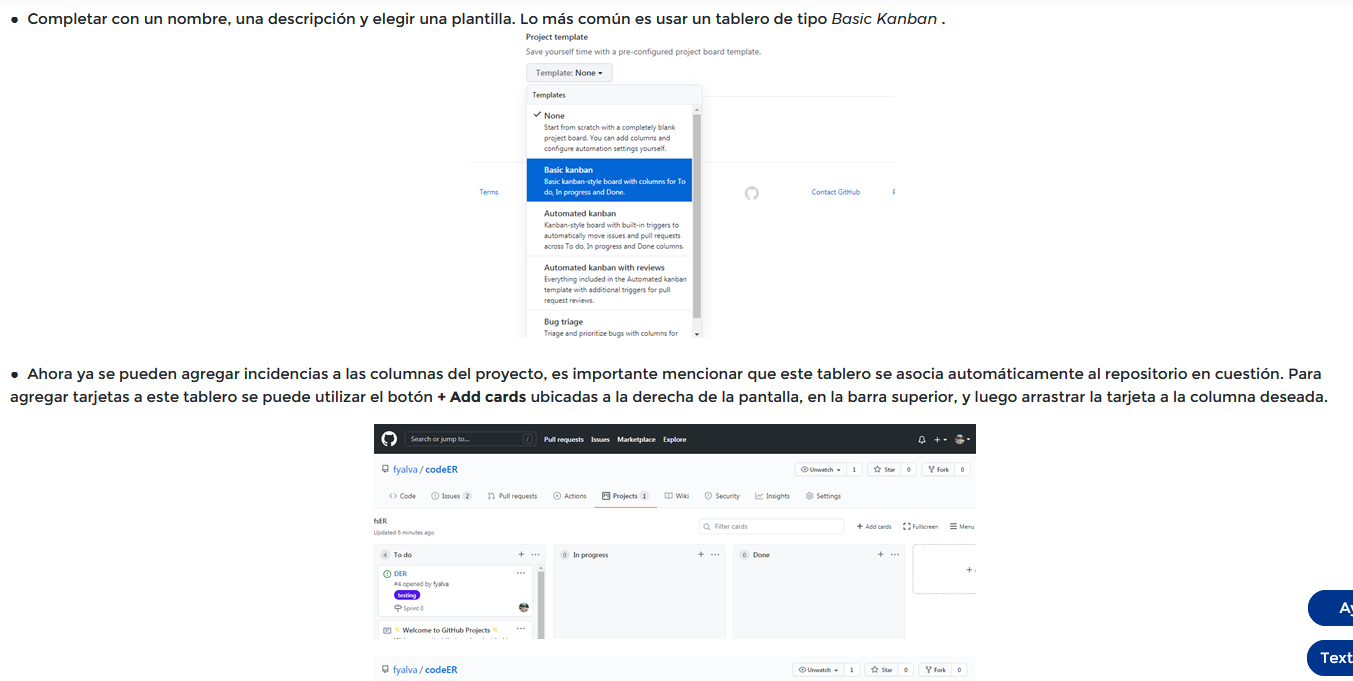 ● Completar con un nombre, una descripción y elegir una plantilla. Lo más común es usar un tablero de tipo Basic Kanban .
Project template
Save yourself time with a pre-configured project board template.
Template: None
Templates
None
Start from scratch with a completely blank
project board. You can add columns and
configure automation settings yourself.
Basic kanban
Basic kanban-style board with columns for To
do, In progress and Done.
Terms
Contact GitHub
Automated kanban
Kanban-style board with built-in triggers to
automatically move issues and pull requests
across To do, In progress and Done columns.
Automated kanban with reviews
Everything included in the Automated kanban
template with additional triggers for pull
request reviews.
Bug triage
Triage and prioritize bugs with columns for
● Ahora ya se pueden agregar incidencias a las columnas del proyecto, es importante mencionar que este tablero se asocia automáticamente al repositorio en cuestión. Para
agregar tarjetas a este tablero se puede utilizar el botón + Add cards ubicadas a la derecha de la pantalla, en la barra superior, y luego arrastrar la tarjeta a la columna deseada.
Search or jump to... / Pull requests Issues Marketplace Explore
fyalva / codeER Unwatch 1 Star 0 Fork 0
Code Issues 2 Pull requests Actions Projects 1 Wiki Security Insights Settings
fsER
Updated 6 minutes ago
Filter cards + Add cards Fullscreen Menu
4 To do + ... 0 In progress + ... 0 Done + ...
DER ...
#4 opened by fyalva
testing
Sprint 0
Welcome to GitHub Projects ...
fyalva / codeER Unwatch 1 Star 0 Fork 0
Ay
Text